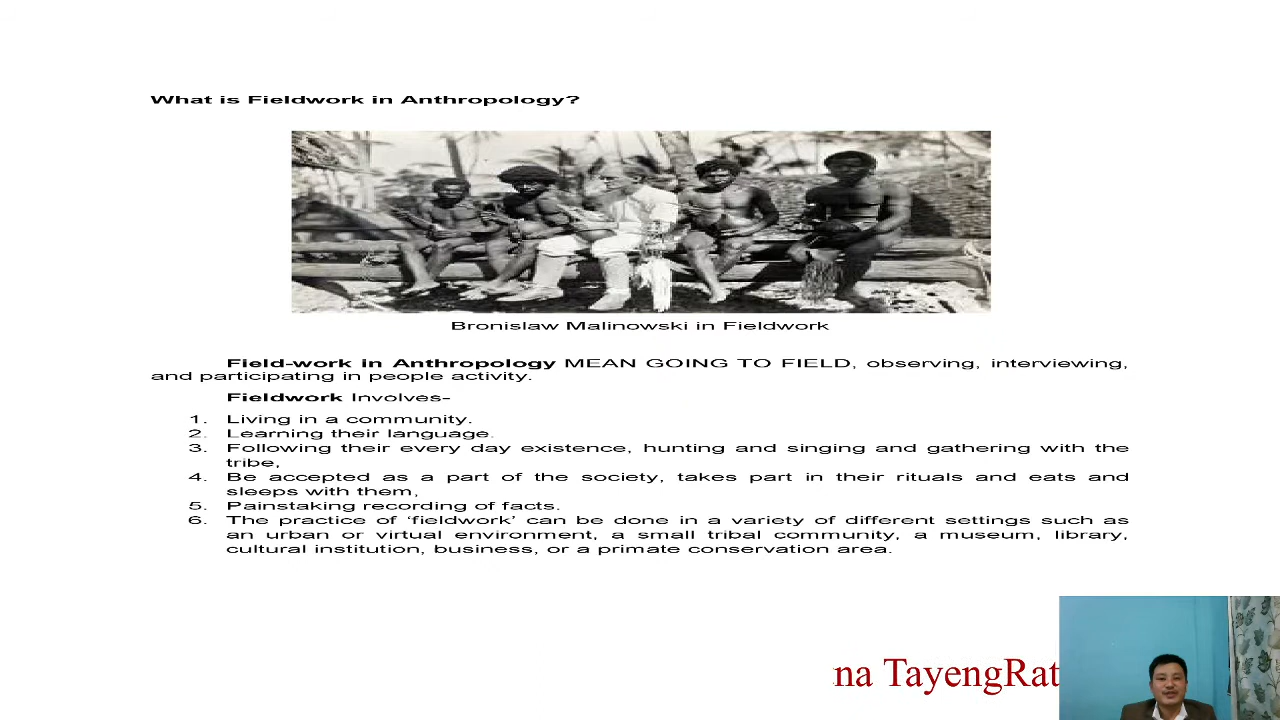 What is Fieldwork in Anthropology?
Bronislaw Malinowski in Fieldwork
Field-work in Anthropology MEAN GOING TO FIELD, observing, interviewing,
and participating in people activity.
Fieldwork Involves-
1. Living in a community.
2. Learning their language.
3. Following their every day existence, hunting and singing and gathering with the
tribe,
4. Be accepted as a part of the society, takes part in their rituals and eats and
sleeps with them,
5. Painstaking recording of facts.
6. The practice of ‘fieldwork’ can be done in a variety of different settings such as
an urban or virtual environment, a small tribal community, a museum, library,
cultural institution, business, or a primate conservation area.
na TayengRat